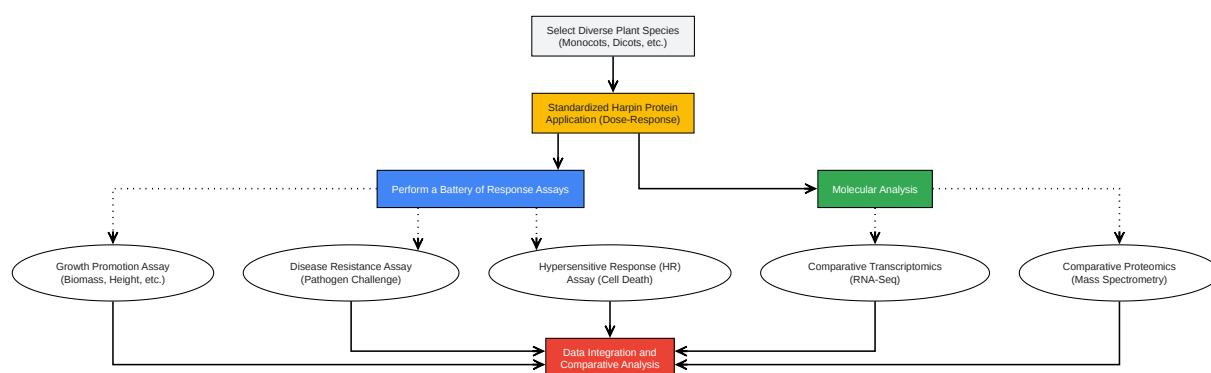 Select Diverse Plant Species
(Monocots, Dicots, etc.)
Standardized Harpin Protein
Application (Dose-Response)
Perform a Battery of Response Assays
Molecular Analysis
Growth Promotion Assay
(Biomass, Height, etc.)
Disease Resistance Assay
(Pathogen Challenge)
Hypersensitive Response (HR)
Assay (Cell Death)
Comparative Transcriptomics
(RNA-Seq)
Comparative Proteomics
(Mass Spectrometry)
Data Integration and
Comparative Analysis